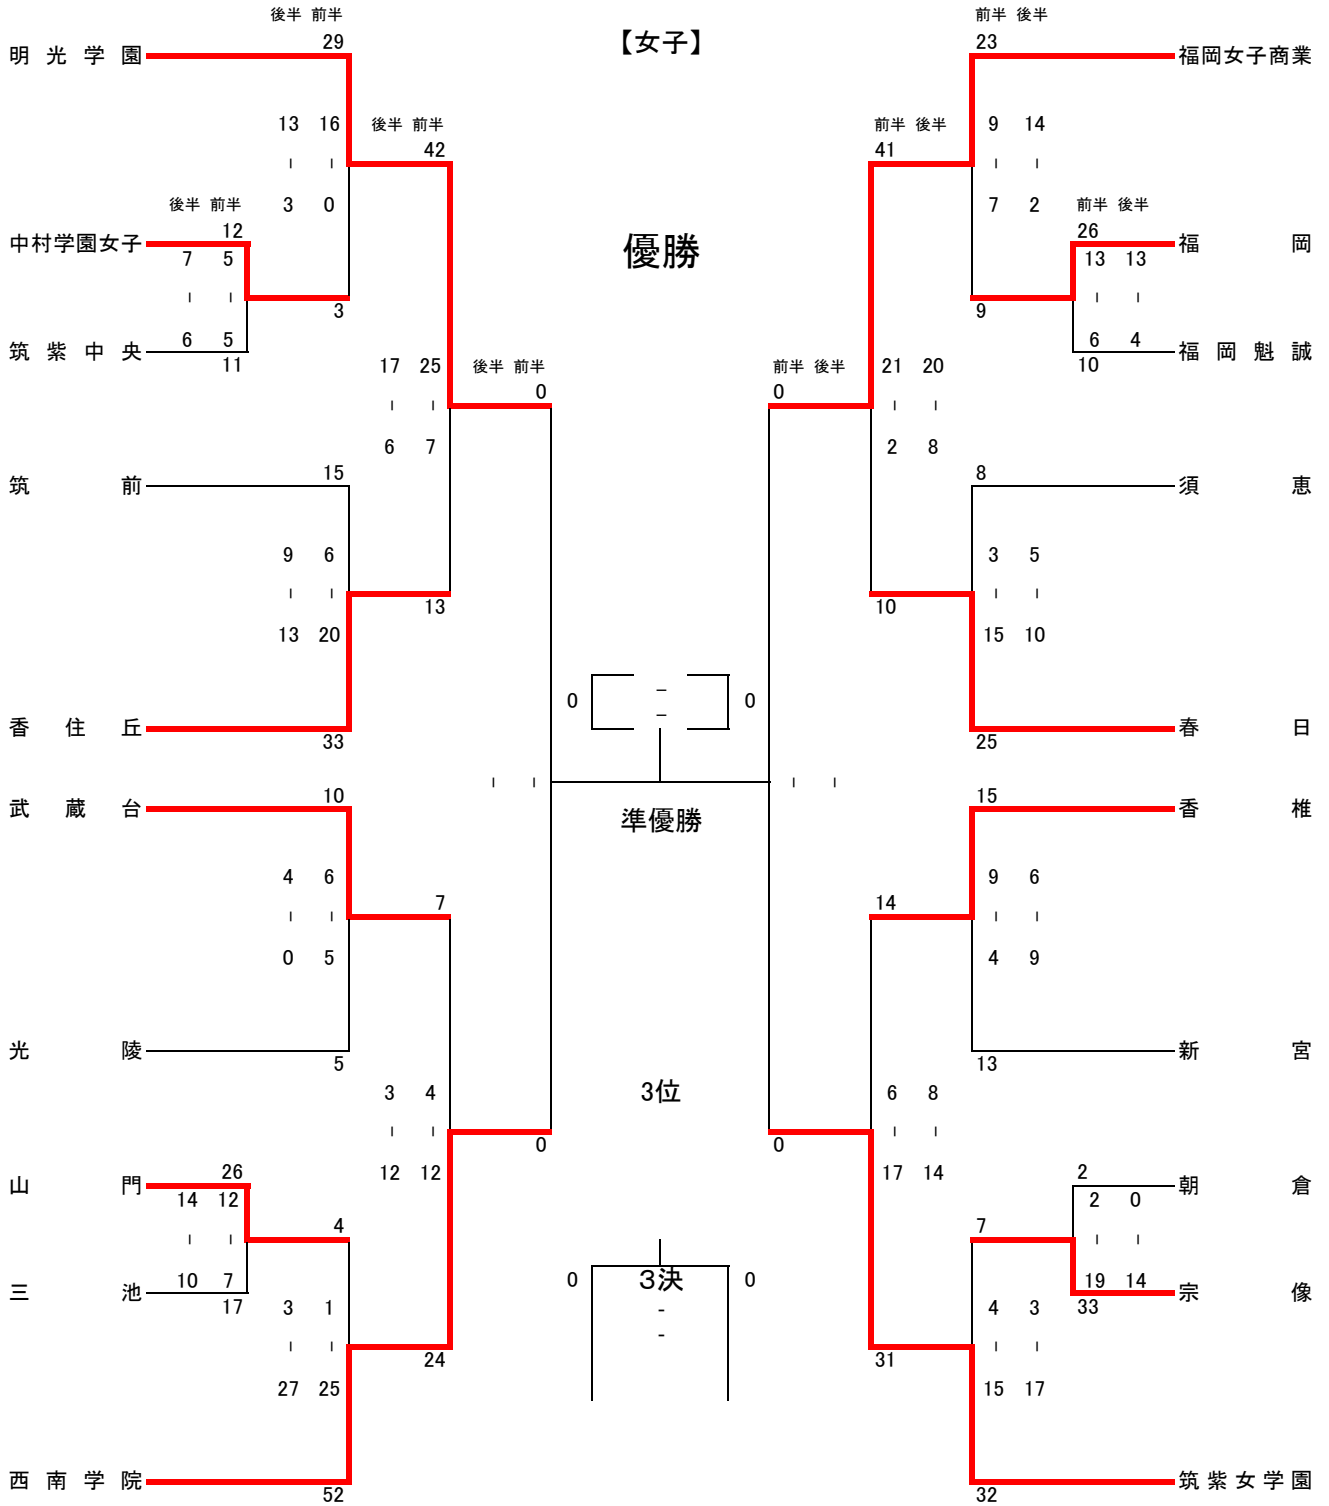 後半 前半 前半 後半
29 【女子】 23
明光学園 福岡女子商業
13 16 後半 前半 前半 後半 9 14
42 41
- - - -
後半 前半 3 0 7 2 前半 後半
12 26
中村学園女子 優勝 福岡
7 5 13 13
- - - -
3 9
6 5 6 4
筑紫中央 福岡魁誠
11 10
17 25 後半 前半 前半 後半 21 20
0 0
- - - -
6 7 2 8
15 8
筑前 須恵
9 6 3 5
- - - -
13 10
13 20 15 10
0 - 0
-
香住丘 春日
33 25
- - - -
10 15
武蔵台 準優勝 香椎
4 6 9 6
7 14
- - - -
0 5 4 9
光陵 新宮
5 13
3 4 3位 6 8
- - - -
0 0
12 12 17 14
26 2
山門 朝倉
14 12 2 0
4 7
- - - -
10 7 0 3決 0 19 14
三池 宗像
17 33
3 1 - 4 3
- - - - -
24 31
27 25 15 17
西南学院 筑紫女学園
52 32